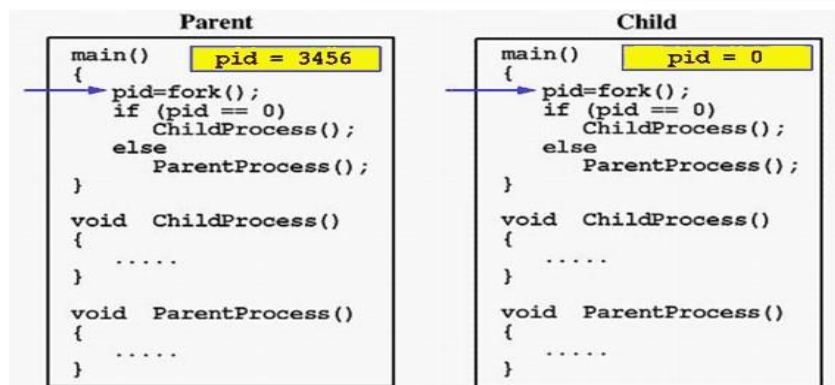 Parent
main()
pid = 3456
{
pid=fork();
if (pid == 0)
ChildProcess();
else
ParentProcess();
}
void ChildProcess()
{
.....
}
void ParentProcess()
{
.....
}
Child
main()
pid = 0
{
pid=fork();
if (pid == 0)
ChildProcess();
else
ParentProcess();
}
void ChildProcess()
{
.....
}
void ParentProcess()
{
.....
}